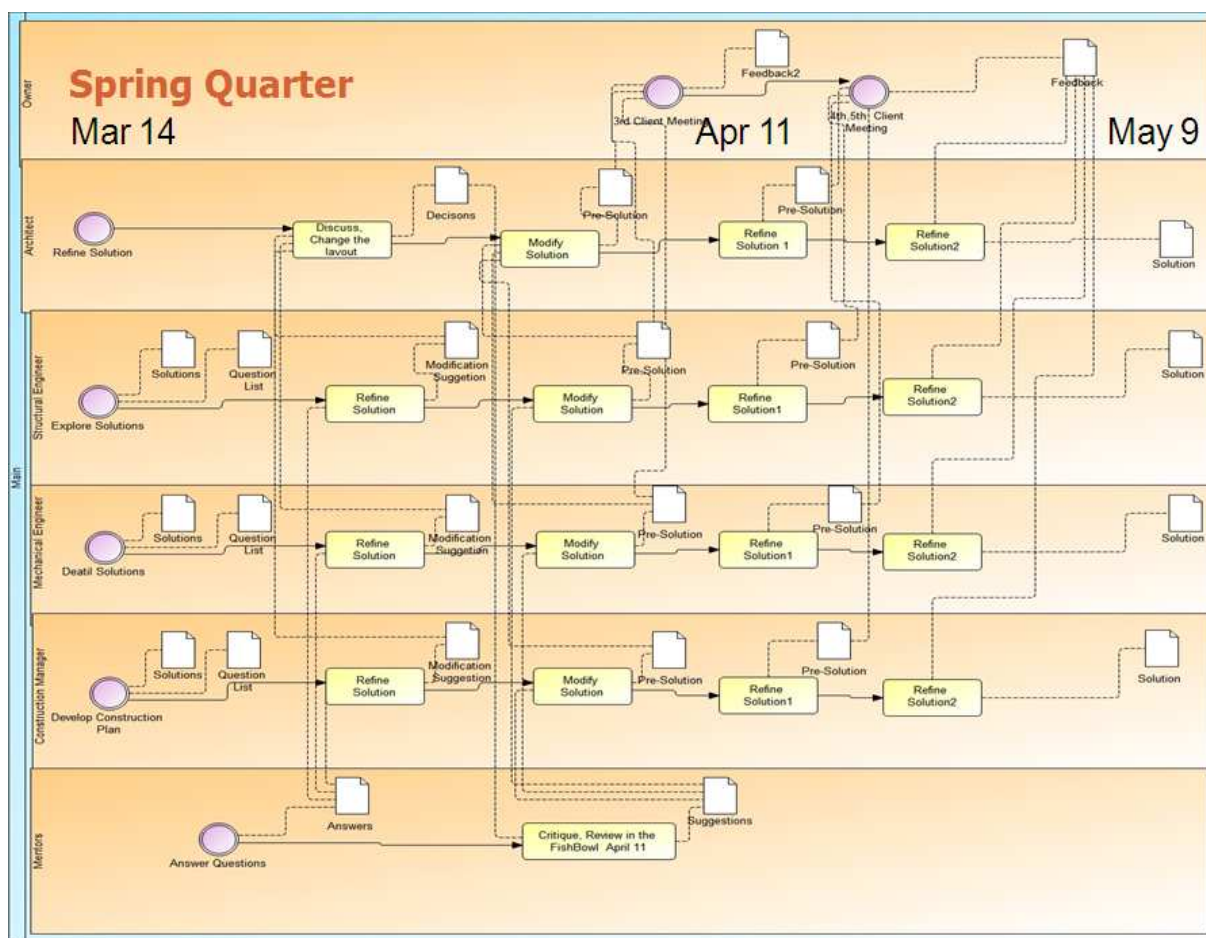 Main
Owner
Spring Quarter
Mar 14
Apr 11
May 9
Feedback2
Feedback
3rd Client Meeting
4th,5th Client
Meeting
Architect
Refine Solution
Discuss,
Change the
layout
Decisons
Modify
Solution
Pre-Solution
Refine
Solution 1
Pre-Solution
Refine
Solution2
Solution
Structural Engineer
Explore Solutions
Solutions
Question
List
Refine
Solution
Modification
Suggetion
Modify
Solution
Pre-Solution
Refine
Solution1
Pre-Solution
Refine
Solution2
Solution
Mechanical Engineer
Deatil Solutions
Solutions
Question
List
Refine
Solution
Modification
Suggetion
Modify
Solution
Pre-Solution
Refine
Solution1
Pre-Solution
Refine
Solution2
Solution
Construction Manager
Develop Construction
Plan
Solutions
Question
List
Refine
Solution
Modification
Suggestion
Modify
Solution
Pre-Solution
Refine
Solution1
Pre-Solution
Refine
Solution2
Solution
Mentors
Answer Questions
Answers
Critique, Review in the
FishBowl April 11
Suggestions